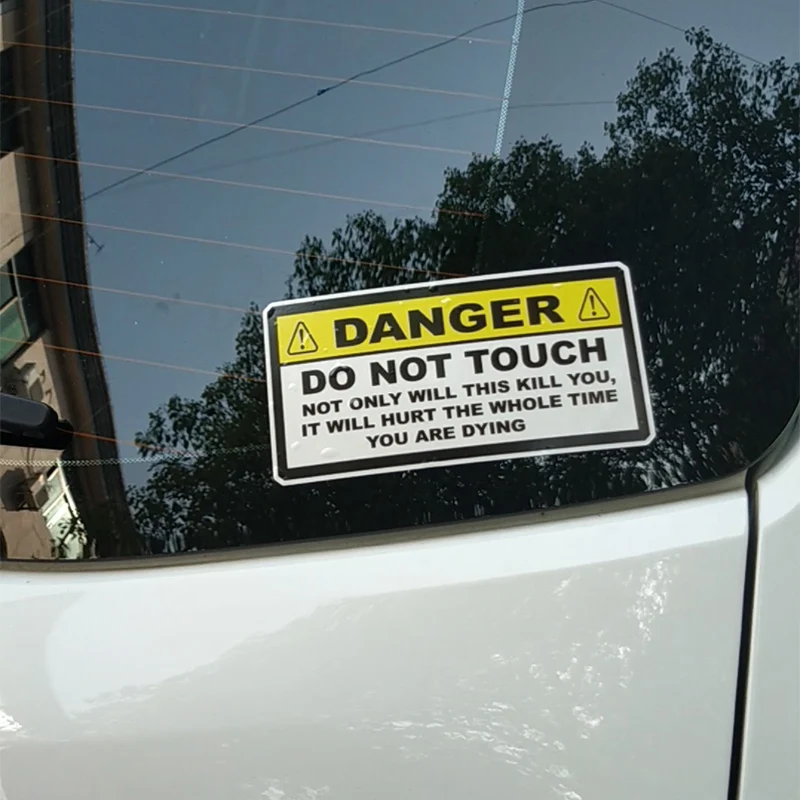 DANGER
DO NOT TOUCH
NOT ONLY WILL THIS KILL YOU,
IT WILL HURT THE WHOLE TIME
YOU ARE DYING